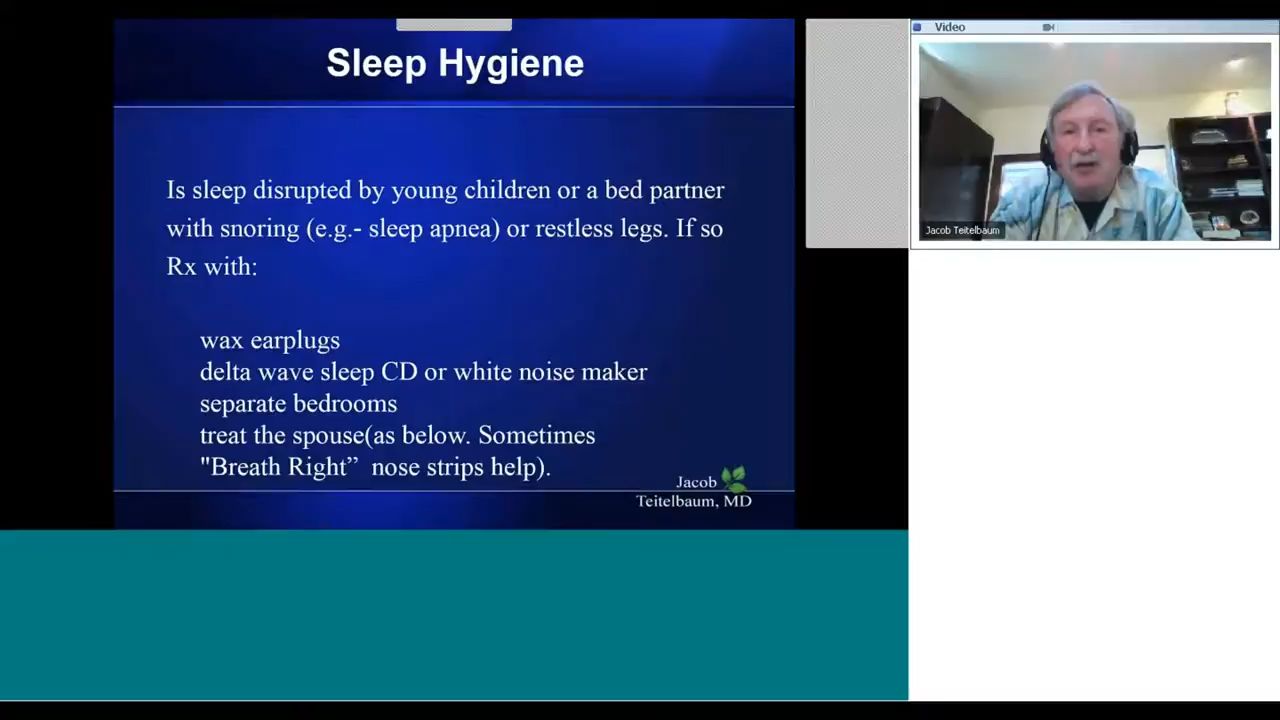 Sleep Hygiene
Is sleep disrupted by young children or a bed partner
with snoring (e.g.- sleep apnea) or restless legs. If so
Rx with:
wax earplugs
delta wave sleep CD or white noise maker
separate bedrooms
treat the spouse(as below. Sometimes
"Breath Right”  nose strips help).
Jacob
Teitelbaum, MD
Video
Jacob Teitelbaum